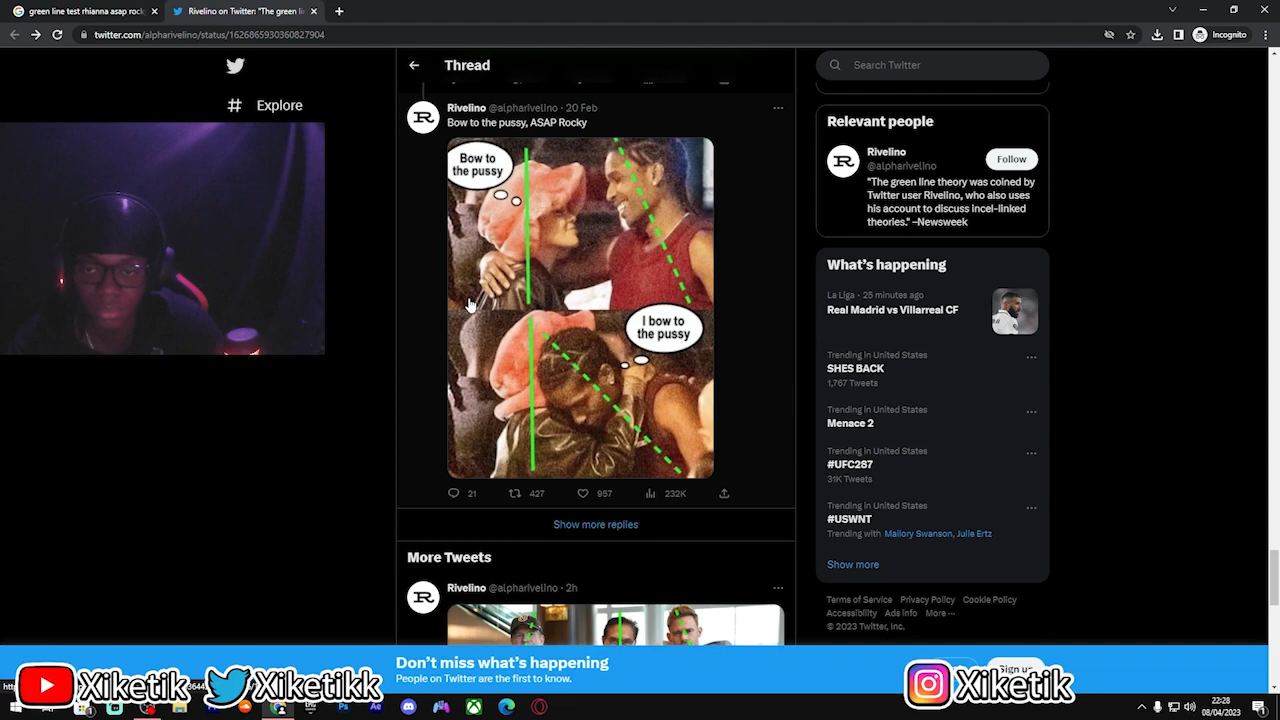 green line test rhianna asap rock
Rivelino on Twitter: "The green li
twitter.com/alpharivelino/status/1626865930360827904
Incognito
Explore
Thread
Search Twitter
Rivelino @alpharivelino · 20 Feb
Bow to the pussy, ASAP Rocky
Bow to
the pussy
I bow to
the pussy
21
427
957
232K
Show more replies
More Tweets
Rivelino @alpharivelino · 2h
Relevant people
Rivelino
@alpharivelino
Follow
"The green line theory was coined by
Twitter user Rivelino, who also uses
his account to discuss incel-linked
theories." –Newsweek
What's happening
La Liga · 25 minutes ago
Real Madrid vs Villarreal CF
Trending in United States
SHES BACK
1,767 Tweets
Trending in United States
Menace 2
Trending in United States
#UFC287
31K Tweets
Trending in United States
#USWNT
Trending with Mallory Swanson, Julie Ertz
Show more
Terms of Service Privacy Policy Cookie Policy
Accessibility Ads info More ···
© 2023 Twitter, Inc.
Don't miss what's happening
People on Twitter are the first to know.
Sign up
Xiketik
Xiketikk
Xiketik
22:28
08/04/2023